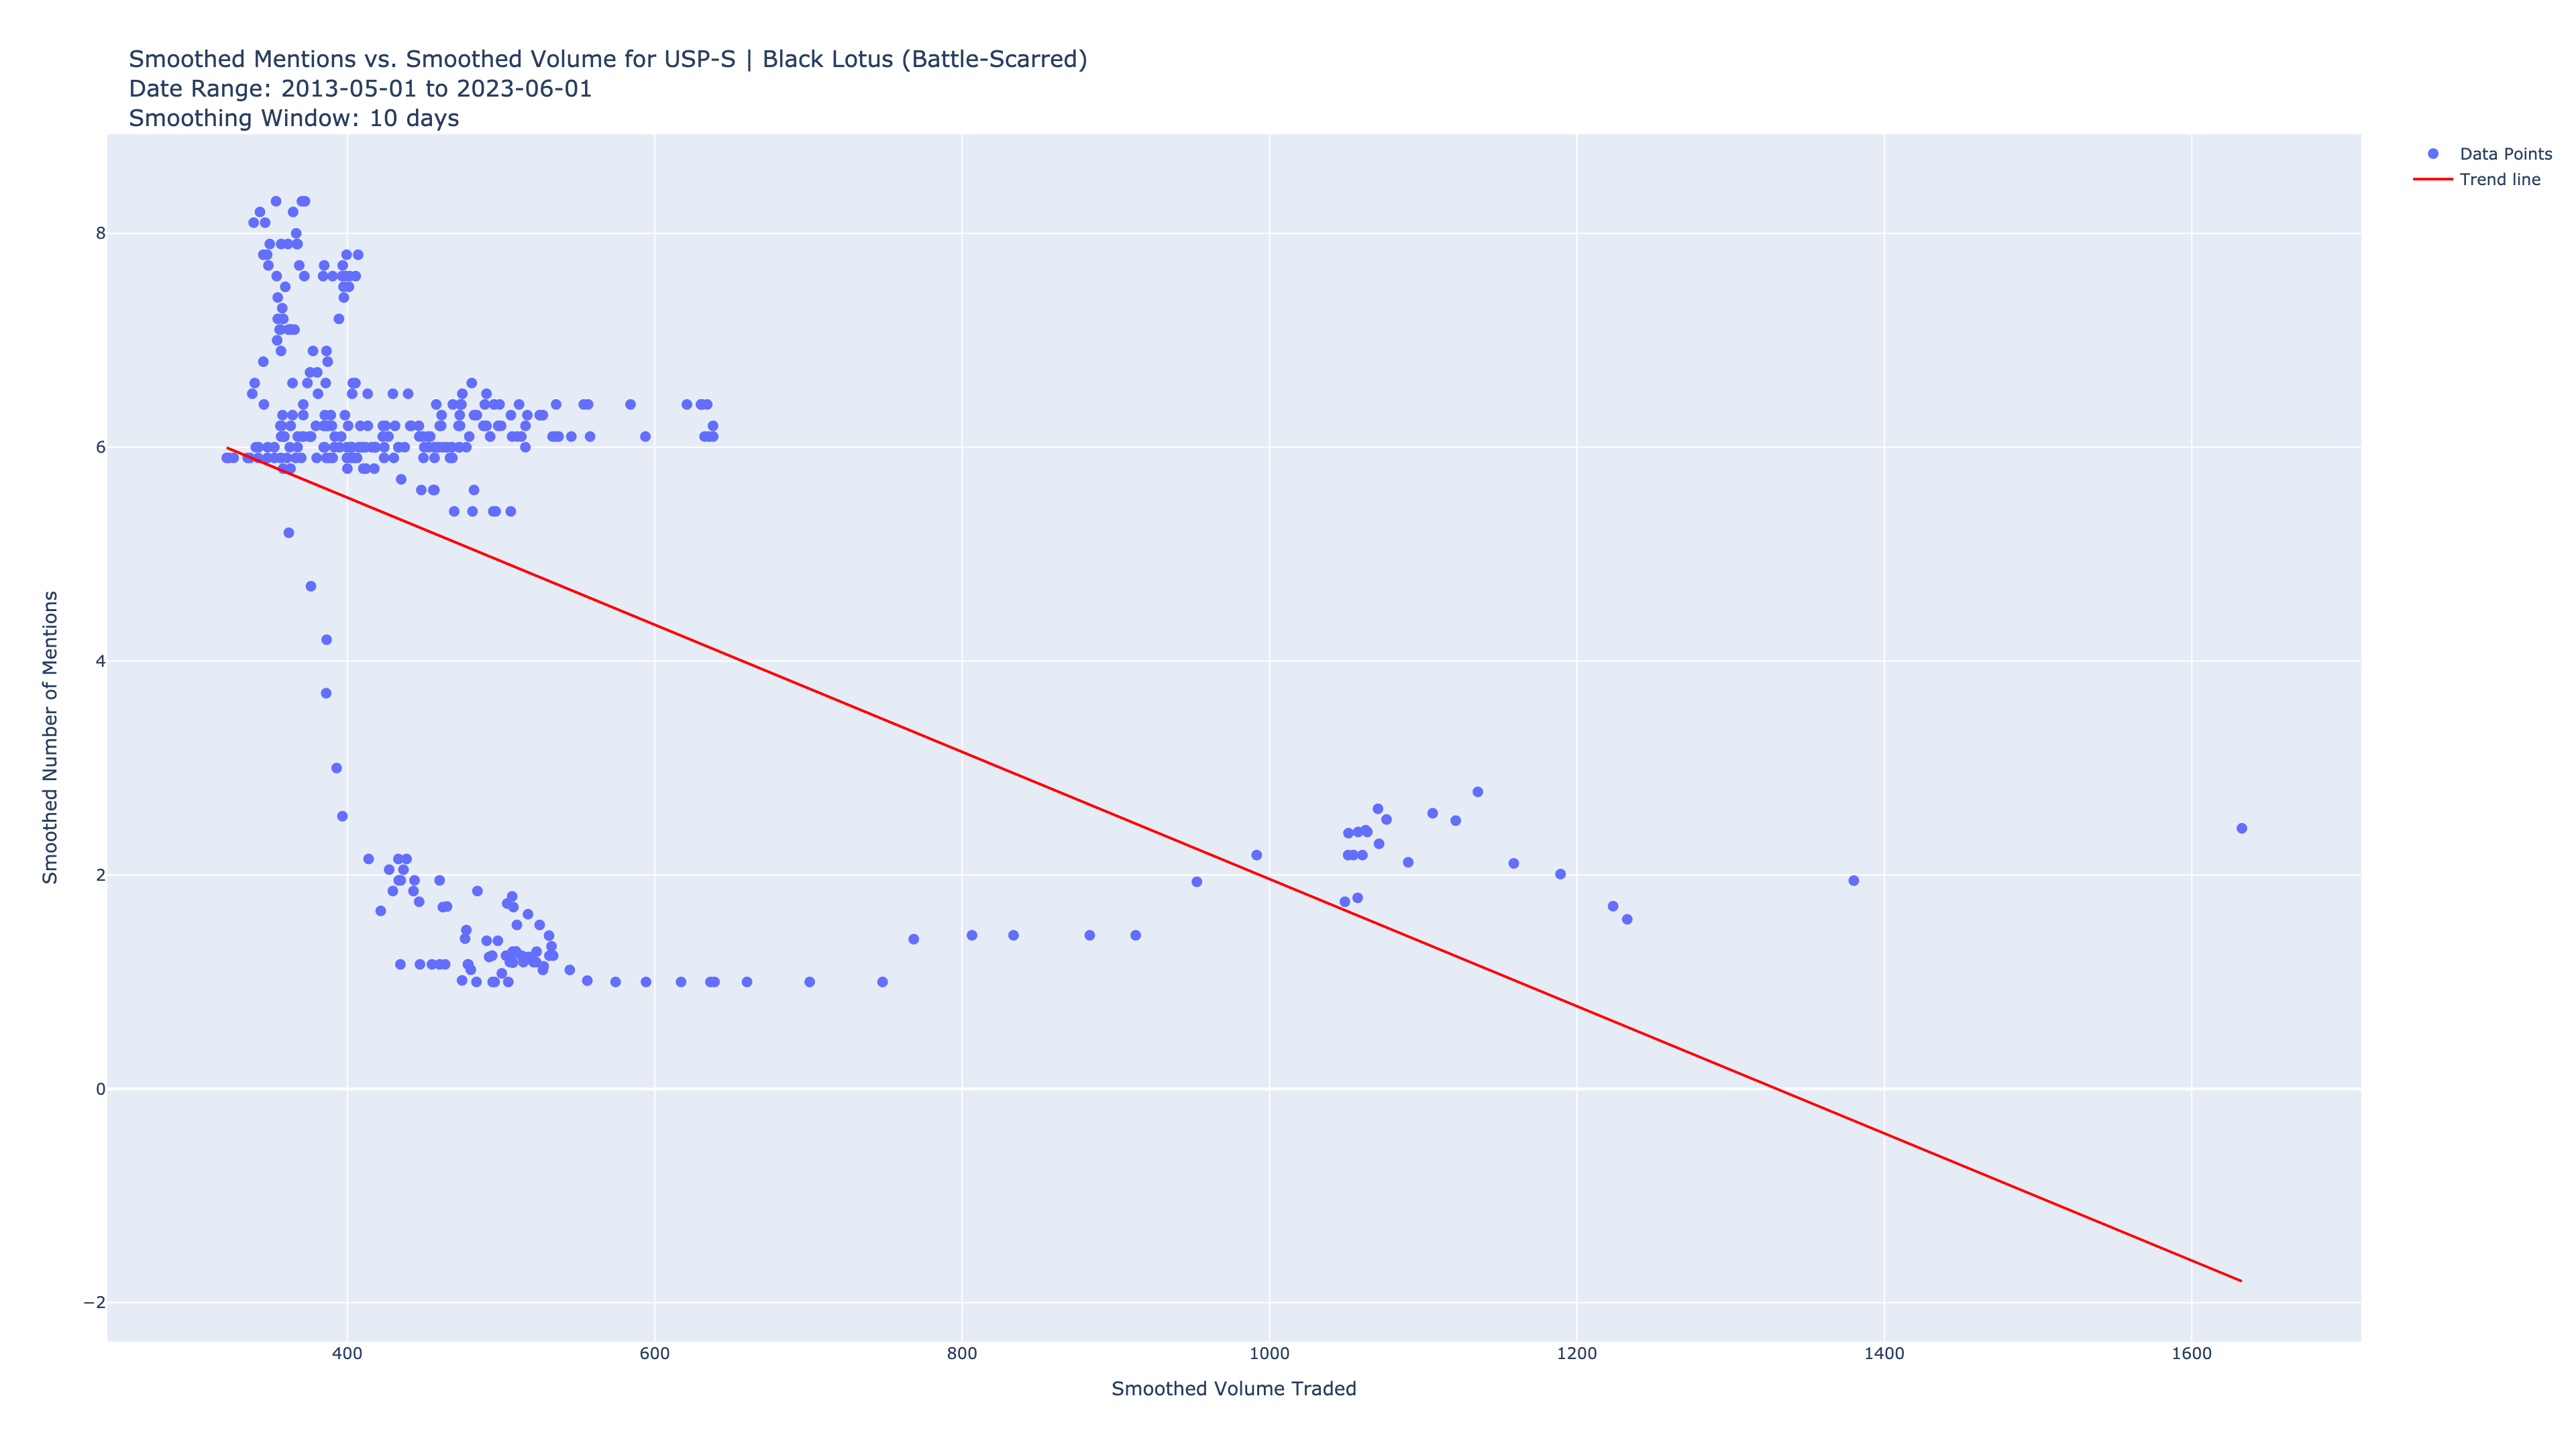 Smoothed Mentions vs. Smoothed Volume for USP-S | Black Lotus (Battle-Scarred)
Date Range: 2013-05-01 to 2023-06-01
Smoothing Window: 10 days
Data Points
Trend line
Smoothed Number of Mentions
8
6
4
2
0
−2
400
600
800
1000
1200
1400
1600
Smoothed Volume Traded